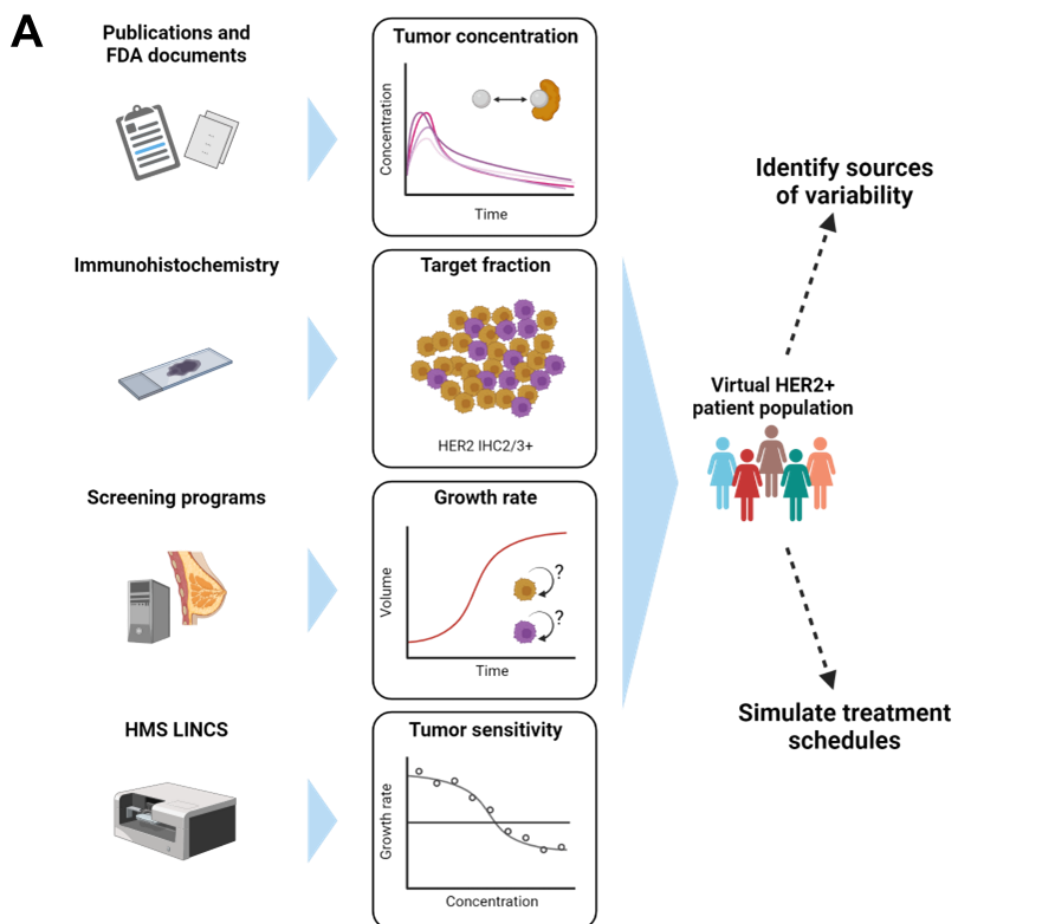 A
Publications and
FDA documents
Tumor concentration
Concentration
Time
Immunohistochemistry
Target fraction
HER2 IHC2/3+
Screening programs
Growth rate
Volume
?
?
Time
HMS LINCS
Tumor sensitivity
Growth rate
Concentration
Identify sources
of variability
Virtual HER2+
patient population
Simulate treatment
schedules